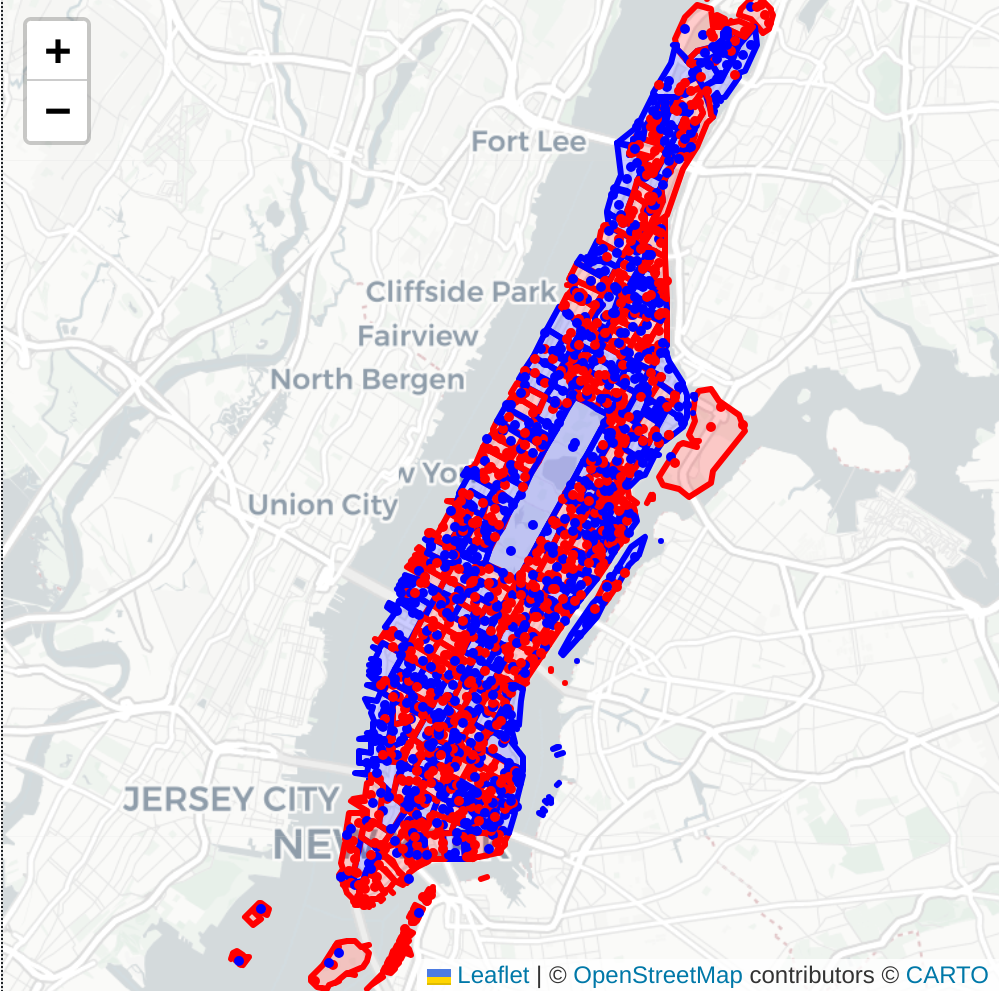 +
−
Fort Lee
Cliffside Park
Fairview
North Bergen
w Yo
Union City
JERSEY CITY
NEW
Leaflet | © OpenStreetMap contributors © CARTO